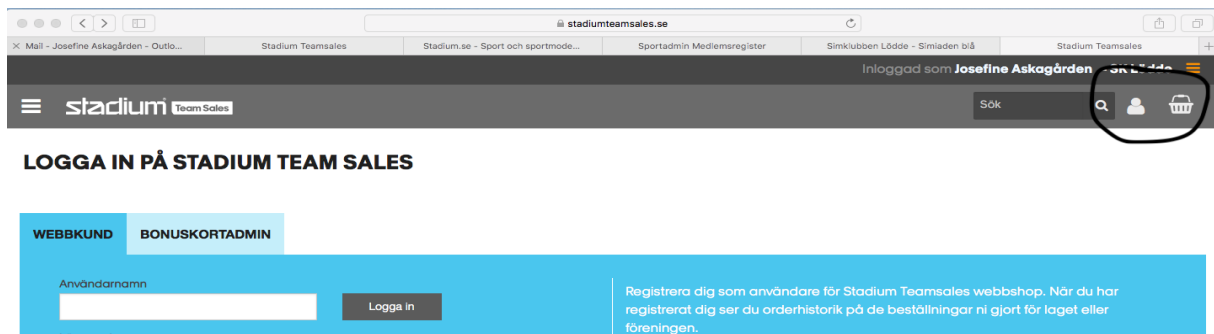 stadiumteamsales.se
Mail - Josefine Askagården - Outlo...
Stadium Teamsales
Stadium.se - Sport och sportmode...
Sportadmin Medlemsregister
Simklubben Lödde - Simiaden blå
Stadium Teamsales
Inloggad som Josefine Askagården - SK Lödde
stadium Team Sales
Sök
LOGGA IN PÅ STADIUM TEAM SALES
WEBBKUND
BONUSKORTADMIN
Användarnamn
Logga in
Registrera dig som användare för Stadium Teamsales webbshop. När du har
registrerat dig ser du orderhistorik på de beställningar ni gjort för laget eller
föreningen.